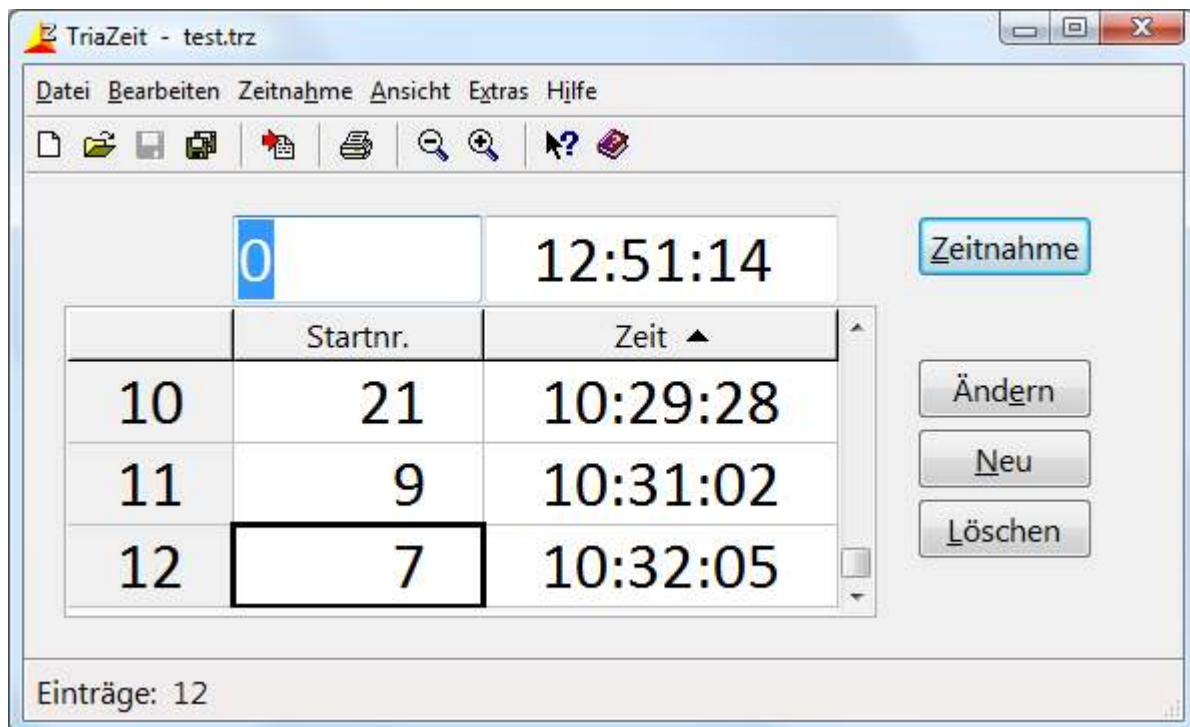 TriaZeit - test.trz
Datei Bearbeiten Zeitnahme Ansicht Extras Hilfe
0 12:51:14 Zeitnahme
Startnr. Zeit
10 21 10:29:28 Ändern
11 9 10:31:02 Neu
12 7 10:32:05 Löschen
Einträge: 12